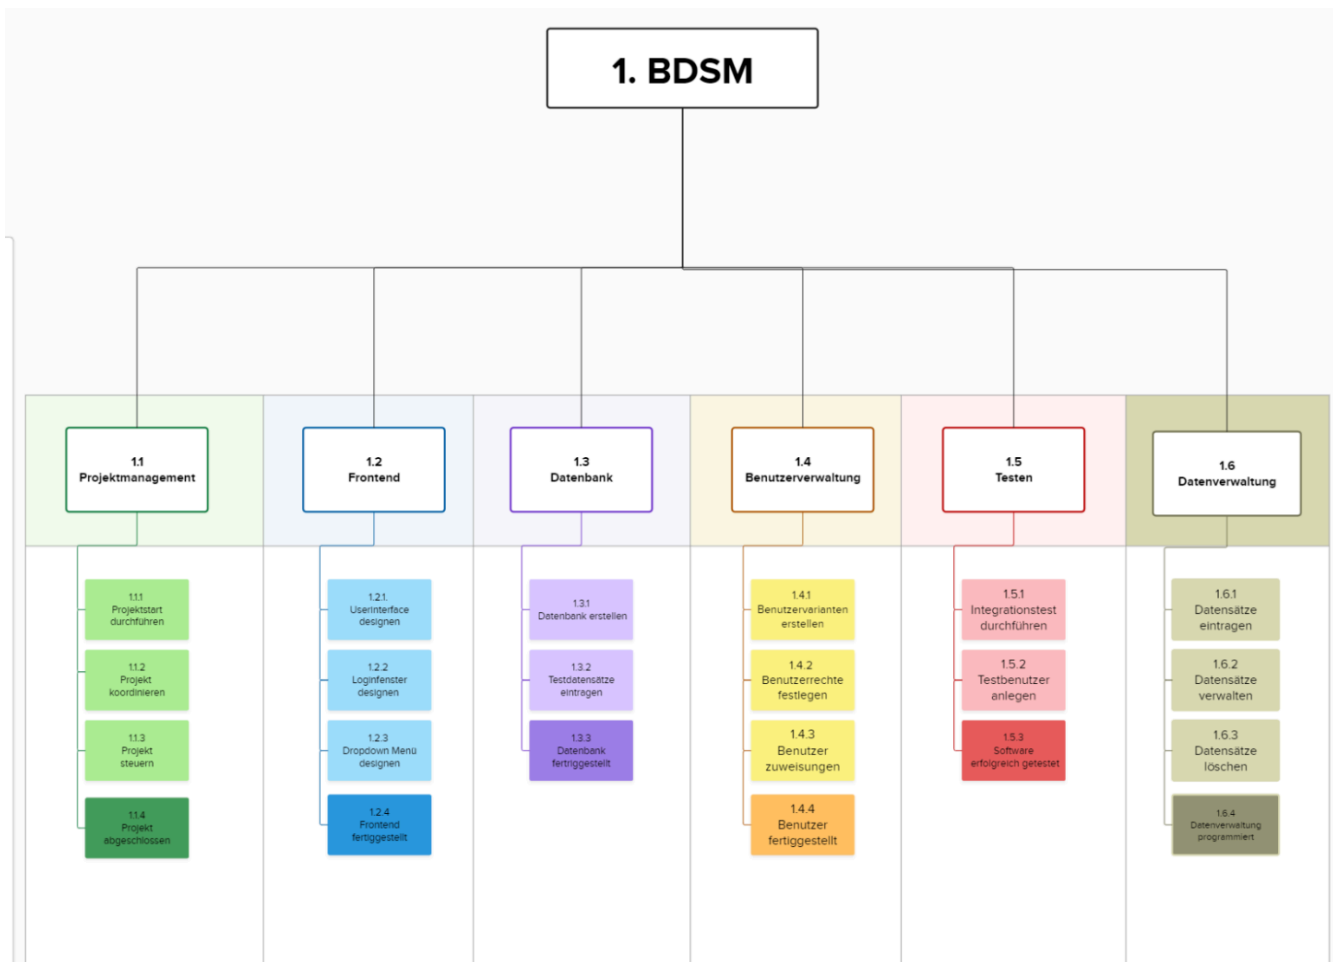 1. BDSM
1.1
Projektmanagement
1.2
Frontend
1.3
Datenbank
1.4
Benutzerverwaltung
1.5
Testen
1.6
Datenverwaltung
1.1.1
Projektstart
durchführen
1.1.2
Projekt
koordinieren
1.1.3
Projekt
steuern
1.1.4
Projekt
abgeschlossen
1.2.1.
Userinterface
designen
1.2.2
Loginfenster
designen
1.2.3
Dropdown Menü
designen
1.2.4
Frontend
fertiggestellt
1.3.1
Datenbank erstellen
1.3.2
Testdatensätze
eintragen
1.3.3
Datenbank
fertriggestellt
1.4.1
Benutzervarianten
erstellen
1.4.2
Benutzerrechte
festlegen
1.4.3
Benutzer
zuweisungen
1.4.4
Benutzer
fertiggestellt
1.5.1
Integrationstest
durchführen
1.5.2
Testbenutzer
anlegen
1.5.3
Software
erfolgreich getestet
1.6.1
Datensätze
eintragen
1.6.2
Datensätze
verwalten
1.6.3
Datensätze
löschen
1.6.4
Datenverwaltung
programmiert